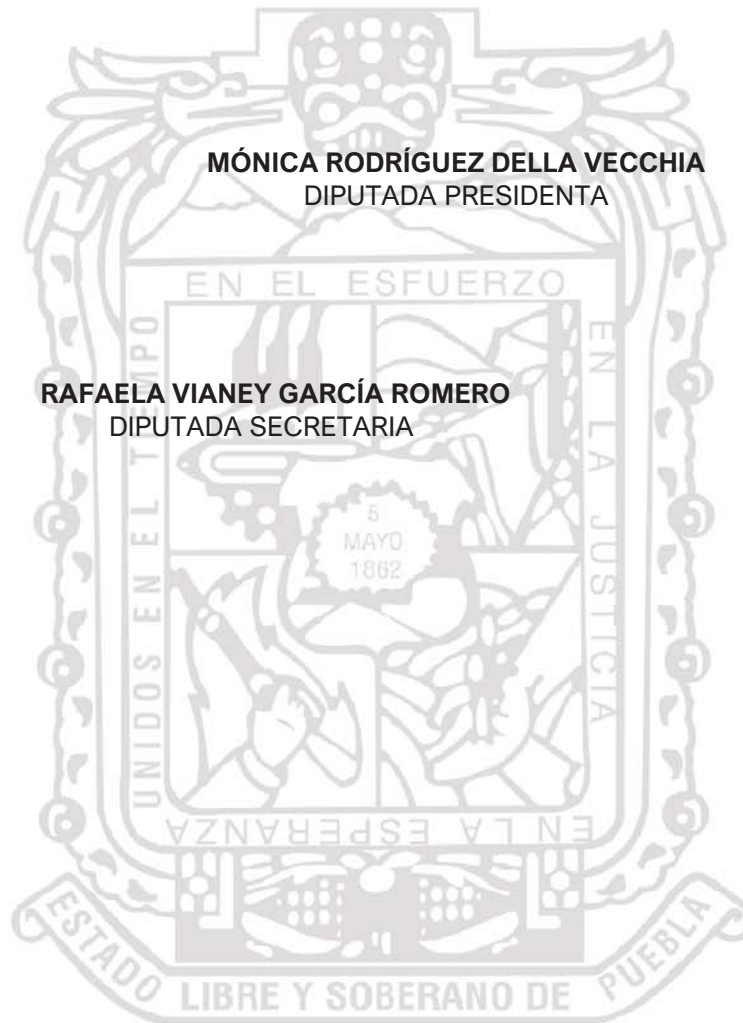 MÓNICA RODRÍGUEZ DELLA VECCHIA
DIPUTADA PRESIDENTA
EN EL ESFUERZO
EN LA JUSTICIA
RAFAELA VIANEY GARCÍA ROMERO
DIPUTADA SECRETARIA
5
MAYO
1862
UNIDOS EN EL TIEMPO
EN LA ESPERANZA
ESTADO LIBRE Y SOBERANO DE PUEBLA